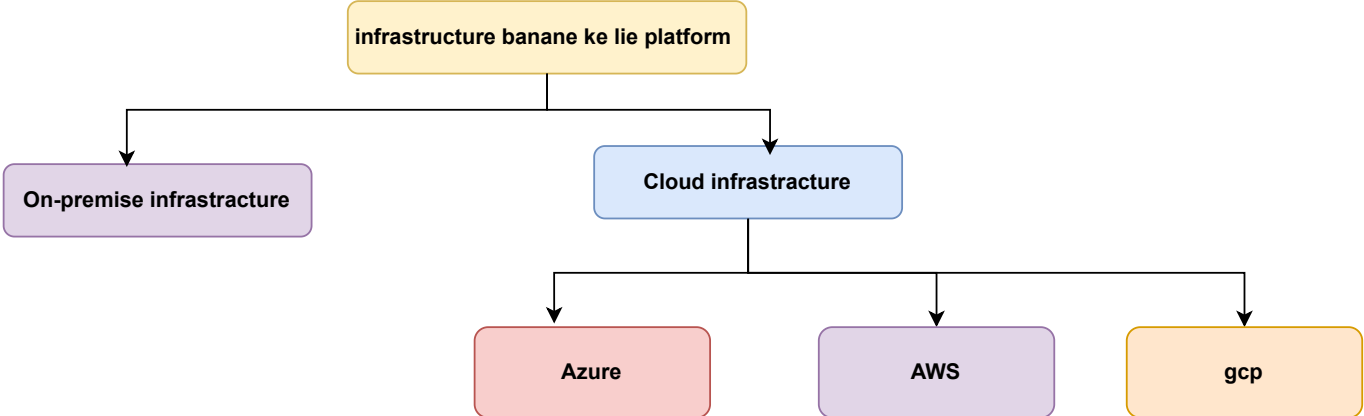 infrastructure banane ke lie platform
On-premise infrastracture
Cloud infrastracture
Azure
AWS
gcp